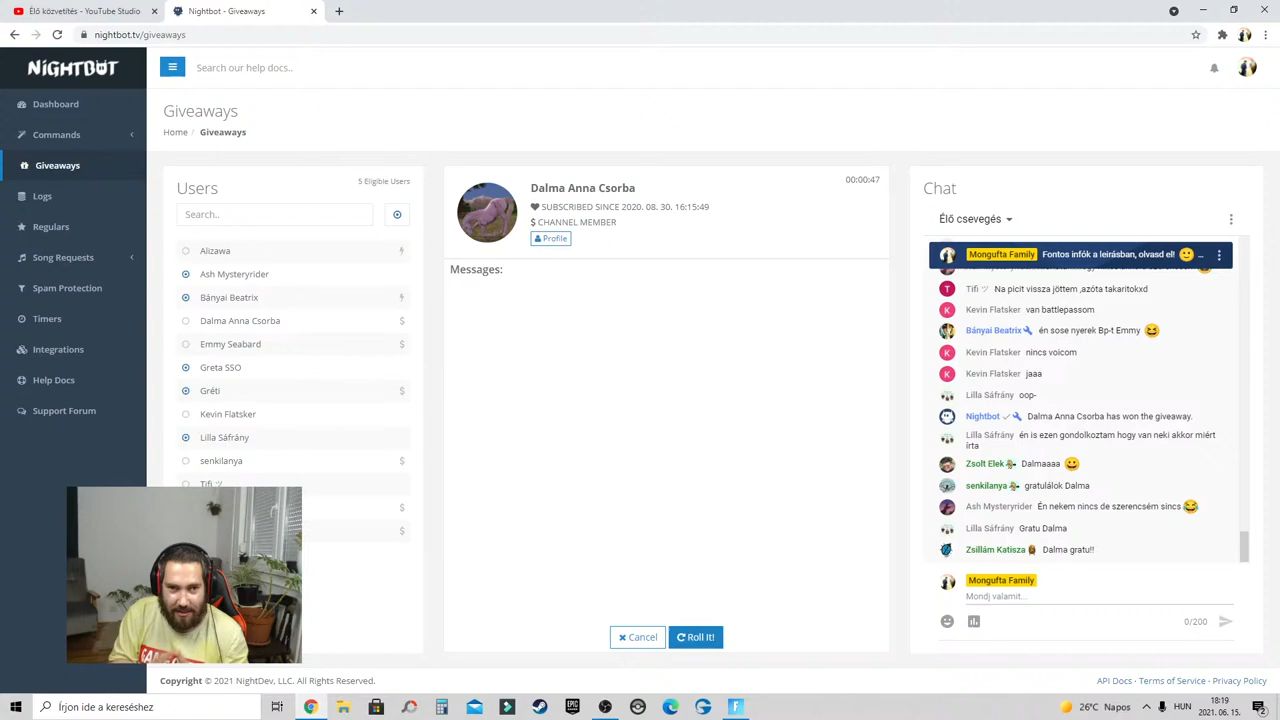 Élő közvetítés - YouTube Studio
Nightbot - Giveaways
nightbot.tv/giveaways
NiGHTBOT
Search our help docs..
Dashboard
Commands
Giveaways
Logs
Regulars
Song Requests
Spam Protection
Timers
Integrations
Help Docs
Support Forum
Giveaways
Home / Giveaways
Users
5 Eligible Users
Search..
Alizawa
Ash Mysteryrider
Bányai Beatrix
Dalma Anna Csorba $
Emmy Seabard $
Greta SSO
Gréti $
Kevin Flatsker
Lilla Sáfrány
senkilanya $
Tifi ツ
$
$
Dalma Anna Csorba
00:00:47
SUBSCRIBED SINCE 2020. 08. 30. 16:15:49
$ CHANNEL MEMBER
Profile
Messages:
Cancel
Roll It!
Chat
Élő csevegés
Mongufta Family Fontos infók a leirásban, olvasd el! 🙂 ...
T Tifi ツ Na picit vissza jöttem ,azóta takaritokxd
K Kevin Flatsker van battlepassom
Bányai Beatrix én sose nyerek Bp-t Emmy 😆
K Kevin Flatsker nincs voicom
K Kevin Flatsker jaaa
Lilla Sáfrány oop-
Nightbot Dalma Anna Csorba has won the giveaway.
Lilla Sáfrány én is ezen gondolkoztam hogy van neki akkor miért
írta
Zsolt Elek Dalmaaaa 😀
senkilanya gratulálok Dalma
Ash Mysteryrider Én nekem nincs de szerencsém sincs 😂
Lilla Sáfrány Gratu Dalma
Zsillám Katisza Dalma gratu!!
Mongufta Family
Mondj valamit...
0/200
Copyright © 2021 NightDev, LLC. All Rights Reserved.
API Docs · Terms of Service · Privacy Policy
Írjon ide a kereséshez
EPIC
26°C Napos
HUN
18:19
2021. 06. 15.